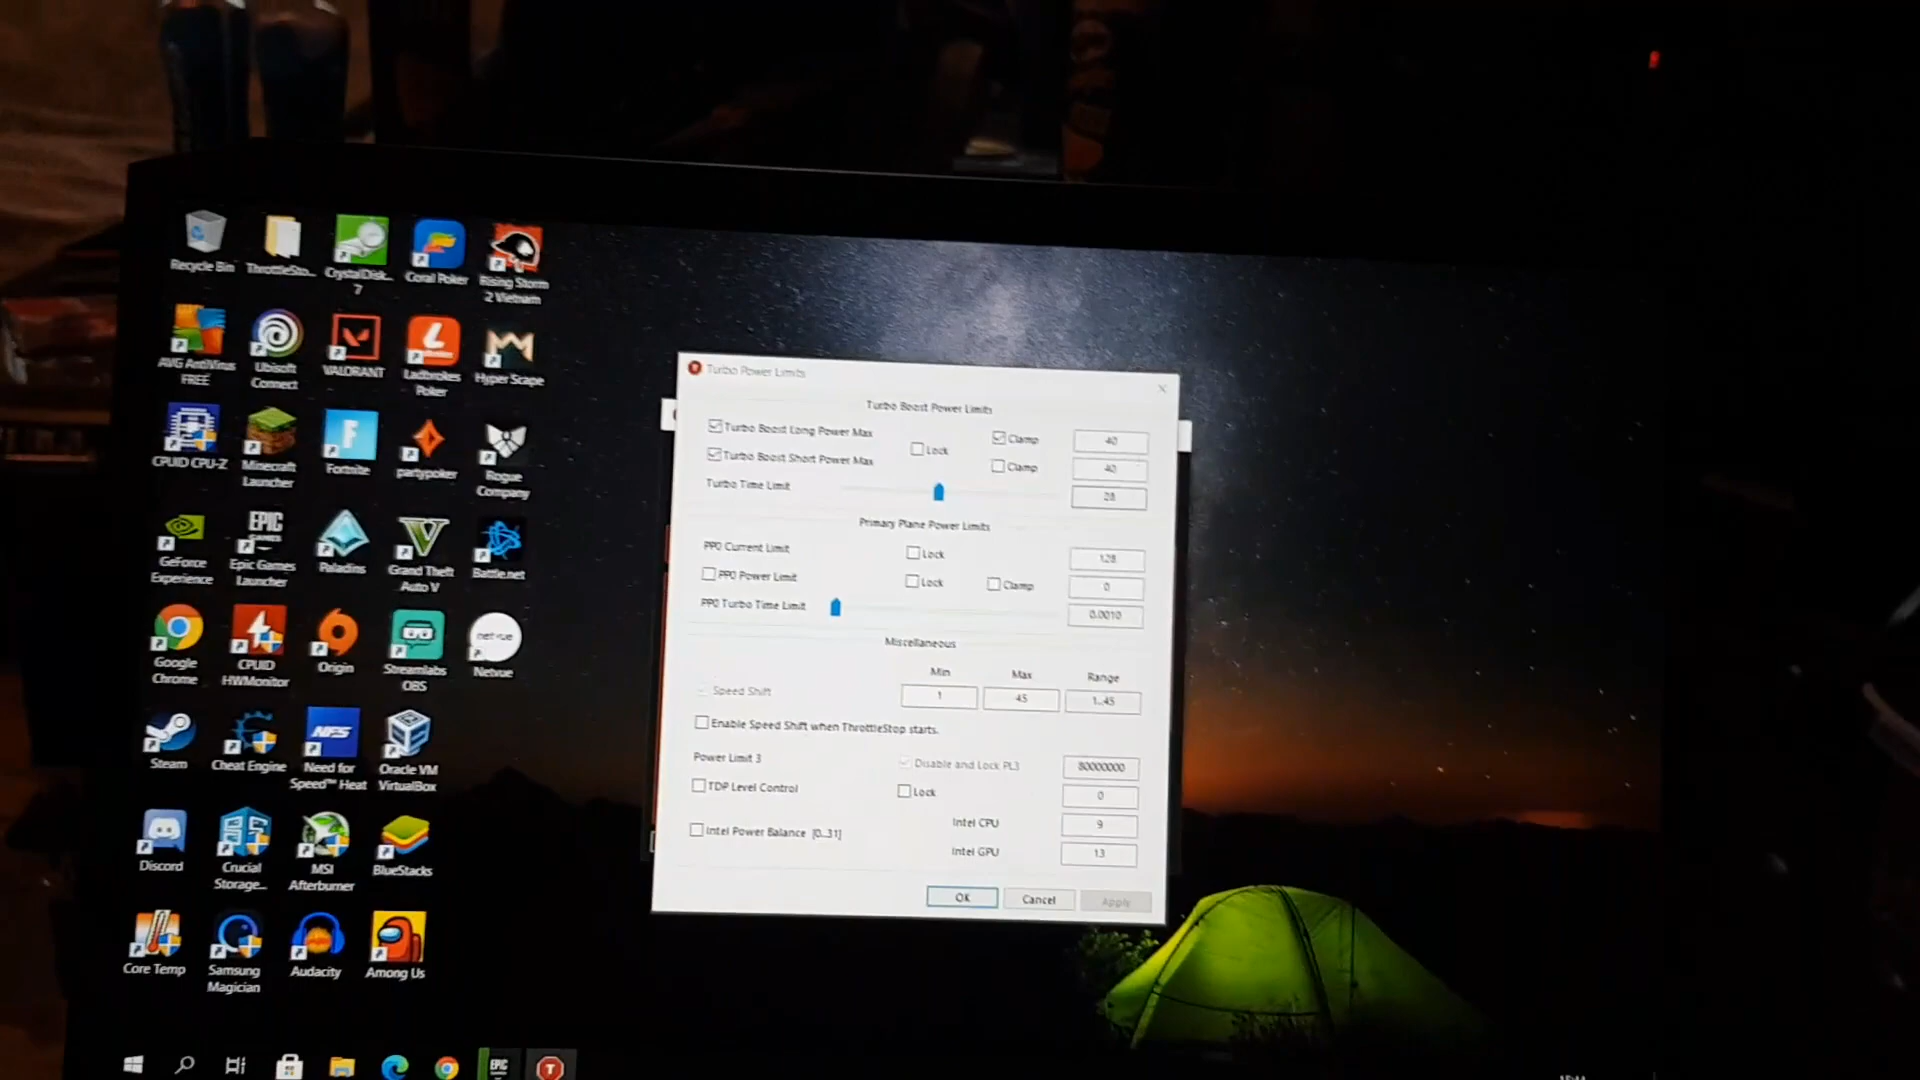 Recycle Bin
ThrottleSto...
CrystalDisk...
7
Coral Poker
Rising Storm
2 Vietnam
AVG AntiVirus
FREE
Ubisoft
Connect
VALORANT
Ladbrokes
Poker
Hyper Scape
CPUID CPU-Z
Minecraft
Launcher
Fortnite
partypoker
Rogue
Company
GeForce
Experience
EPIC
GAMES
Epic Games
Launcher
Paladins
Grand Theft
Auto V
Battle.net
Google
Chrome
CPUID
HWMonitor
Origin
Streamlabs
OBS
netvue
Netvue
Steam
Cheat Engine
NFS
Need for
Speed™ Heat
Oracle VM
VirtualBox
Discord
Crucial
Storage...
MSI
Afterburner
BlueStacks
Core Temp
Samsung
Magician
Audacity
Among Us
Turbo Power Limits
Turbo Boost Power Limits
Turbo Boost Long Power Max
Clamp
40
Lock
Turbo Boost Short Power Max
Clamp
40
Turbo Time Limit
28
Primary Plane Power Limits
PP0 Current Limit
Lock
128
PP0 Power Limit
Lock
Clamp
0
PP0 Turbo Time Limit
0.0010
Miscellaneous
Min
Max
Range
Speed Shift
1
45
1..45
Enable Speed Shift when ThrottleStop starts.
Power Limit 3
Disable and Lock PL3
80000000
TDP Level Control
Lock
0
Intel CPU
9
Intel Power Balance [0..31]
Intel GPU
13
OK
Cancel
Apply
EPIC